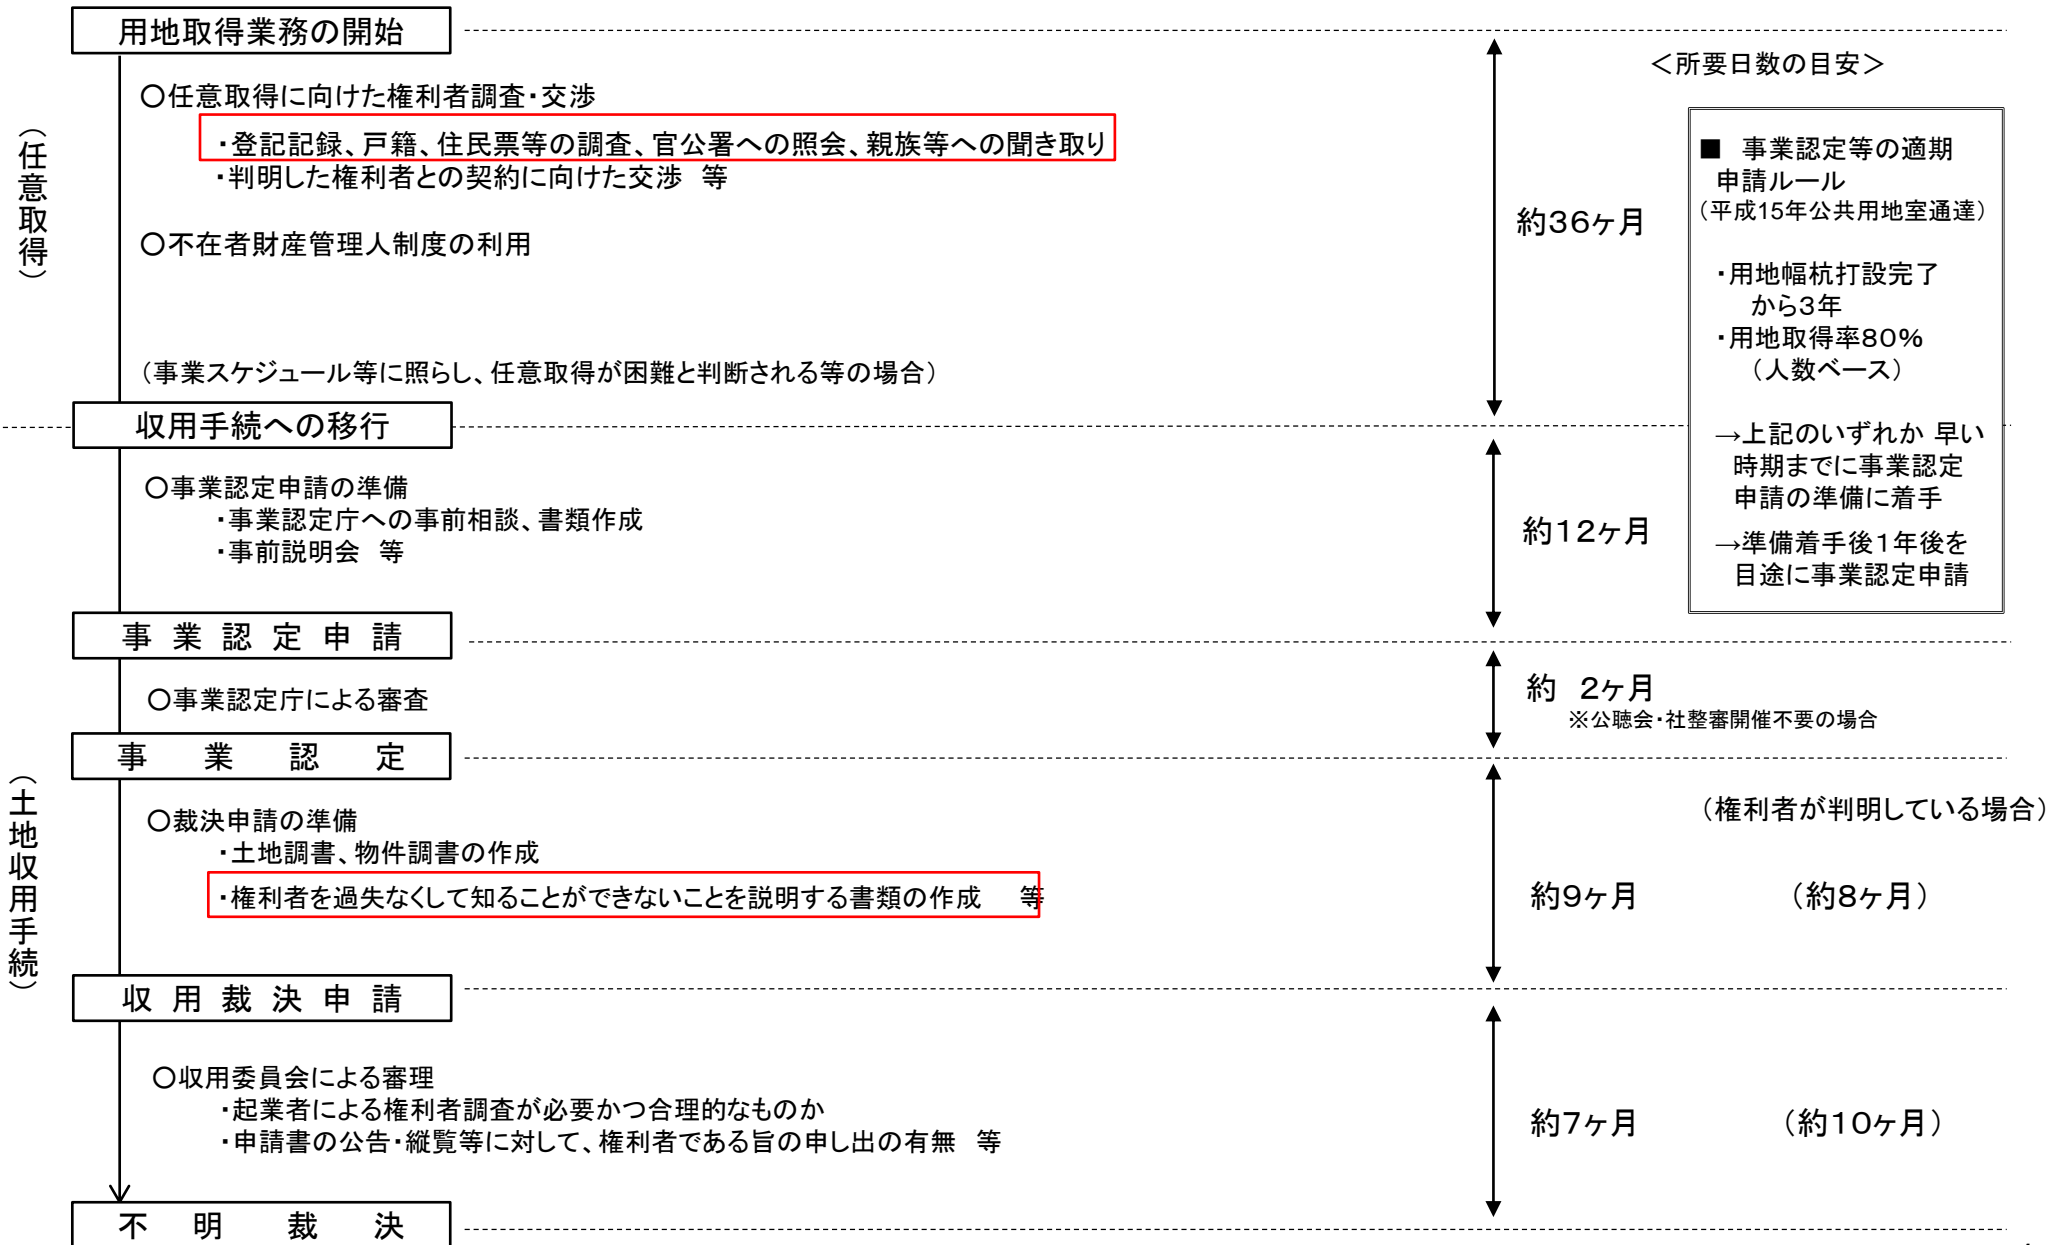 用地取得業務の開始
＜所要日数の目安＞
○任意取得に向けた権利者調査・交渉
・登記記録、戸籍、住民票等の調査、官公署への照会、親族等への聞き取り
・判明した権利者との契約に向けた交渉　等
（任意取得）
○不在者財産管理人制度の利用
約３６ヶ月
■　事業認定等の適期
申請ルール
（平成15年公共用地室通達）
・用地幅杭打設完了
から３年
・用地取得率８０％
（人数ベース）
→上記のいずれか 早い
時期までに事業認定
申請の準備に着手
→準備着手後１年後を
目途に事業認定申請
（事業スケジュール等に照らし、任意取得が困難と判断される等の場合）
収用手続への移行
○事業認定申請の準備
・事業認定庁への事前相談、書類作成
・事前説明会　等
約１２ヶ月
事 業 認 定 申 請
○事業認定庁による審査
約　２ヶ月
※公聴会・社整審開催不要の場合
事　業　認　定
（土地収用手続）
（権利者が判明している場合）
○裁決申請の準備
・土地調書、物件調書の作成
・権利者を過失なくして知ることができないことを説明する書類の作成　等
約９ヶ月
（約８ヶ月）
収 用 裁 決 申 請
○収用委員会による審理
・起業者による権利者調査が必要かつ合理的なものか
・申請書の公告・縦覧等に対して、権利者である旨の申し出の有無　等
約７ヶ月
（約１０ヶ月）
不　明　裁　決